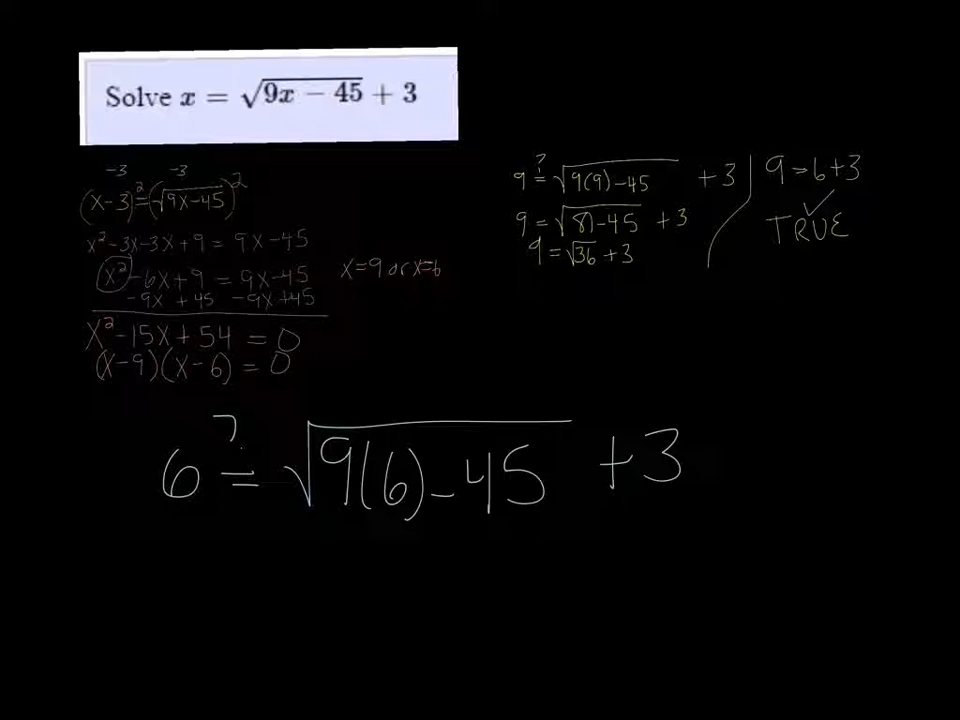 Solve x = √(9x − 45) + 3
-3 -3
(x-3)² = (√(9x-45))²
x²-3x-3x+9 = 9x-45
x²-6x+9 = 9x-45
-9x +45 -9x +45
x²-15x+54 = 0
(x-9)(x-6) = 0
x=9 or x=6
9 ≟ √(9(9)-45) +3
9 = √(81-45) +3
9 = √36 +3
9=6+3
✓
TRUE
6 ≟ √(9(6)-45) +3